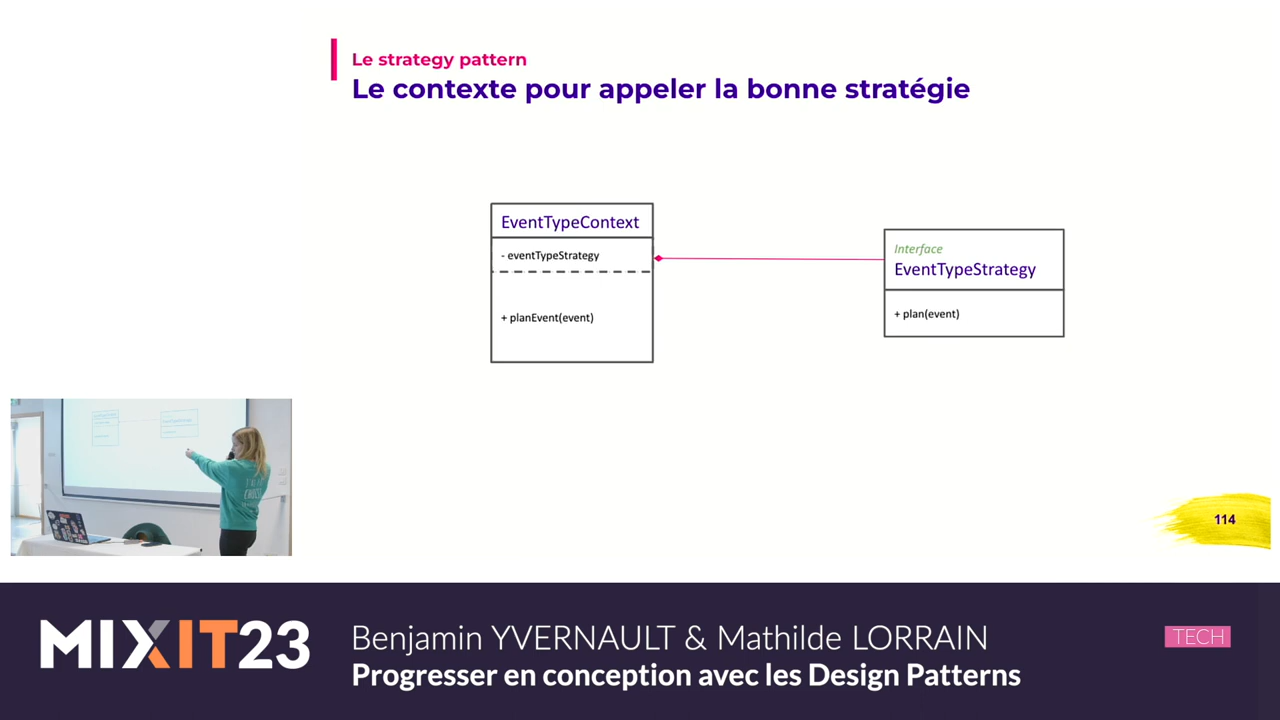 Le strategy pattern
Le contexte pour appeler la bonne stratégie
EventTypeContext
- eventTypeStrategy
+ planEvent(event)
Interface
EventTypeStrategy
+ plan(event)
114
MIXIT23
Benjamin YVERNAULT & Mathilde LORRAIN
Progresser en conception avec les Design Patterns
TECH